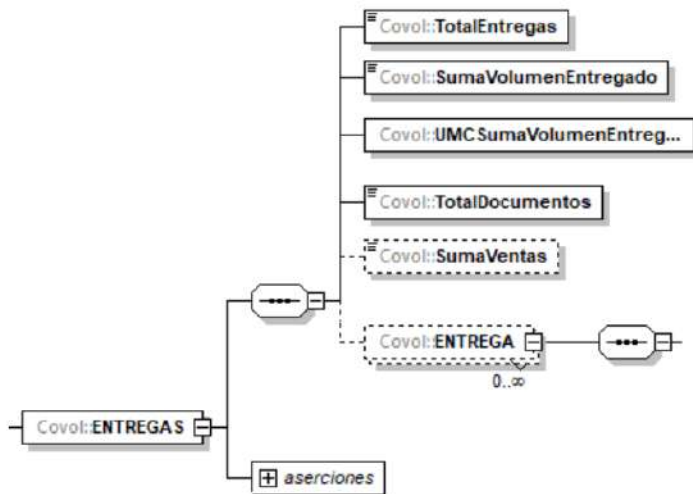 Covol::TotalEntregas
Covol::SumaVolumenEntregado
Covol::UMCSumaVolumenEntreg...
Covol::TotalDocumentos
Covol::SumaVentas
Covol::ENTREGA
0..∞
Covol::ENTREGAS
aserciones